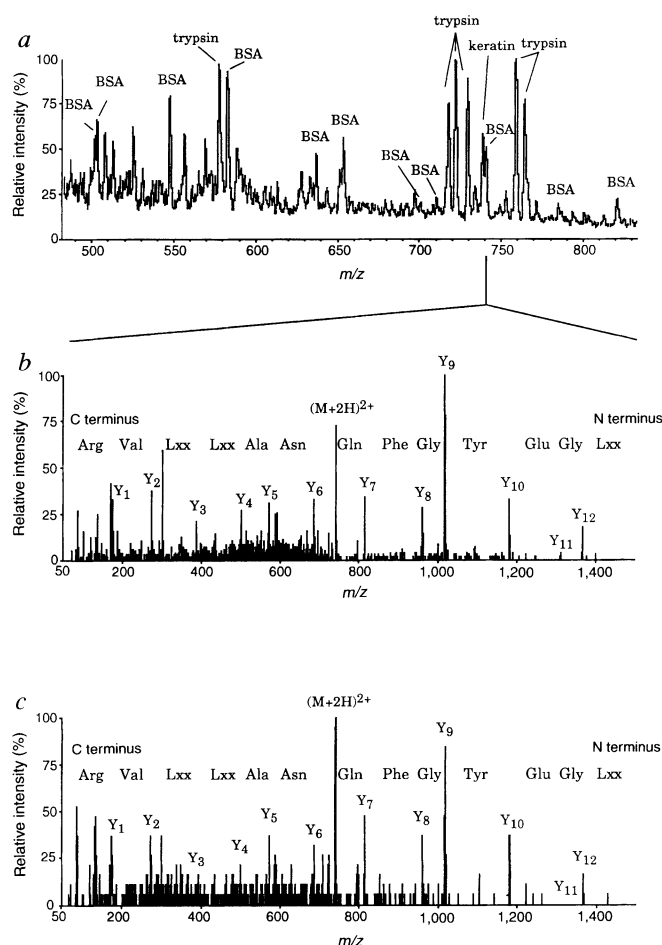 a
Relative intensity (%)
100
75
50
25
0
BSA
BSA
BSA
trypsin
BSA
BSA
BSA
BSA
BSA
trypsin
keratin
BSA
trypsin
BSA
BSA
500
550
600
650
700
750
800
m/z
b
Relative intensity (%)
100
75
50
25
0
C terminus
(M+2H)2+
Y9
N terminus
Arg Val Lxx Lxx Ala Asn Gln Phe Gly Tyr Glu Gly Lxx
Y1
Y2
Y3
Y4
Y5
Y6
Y7
Y8
Y10
Y11
Y12
50 200 400 600 800 1,000 1,200 1,400
m/z
c
Relative intensity (%)
100
75
50
25
0
C terminus
(M+2H)2+
Y9
N terminus
Arg Val Lxx Lxx Ala Asn Gln Phe Gly Tyr Glu Gly Lxx
Y1
Y2
Y3
Y4
Y5
Y6
Y7
Y8
Y10
Y11
Y12
50 200 400 600 800 1,000 1,200 1,400
m/z